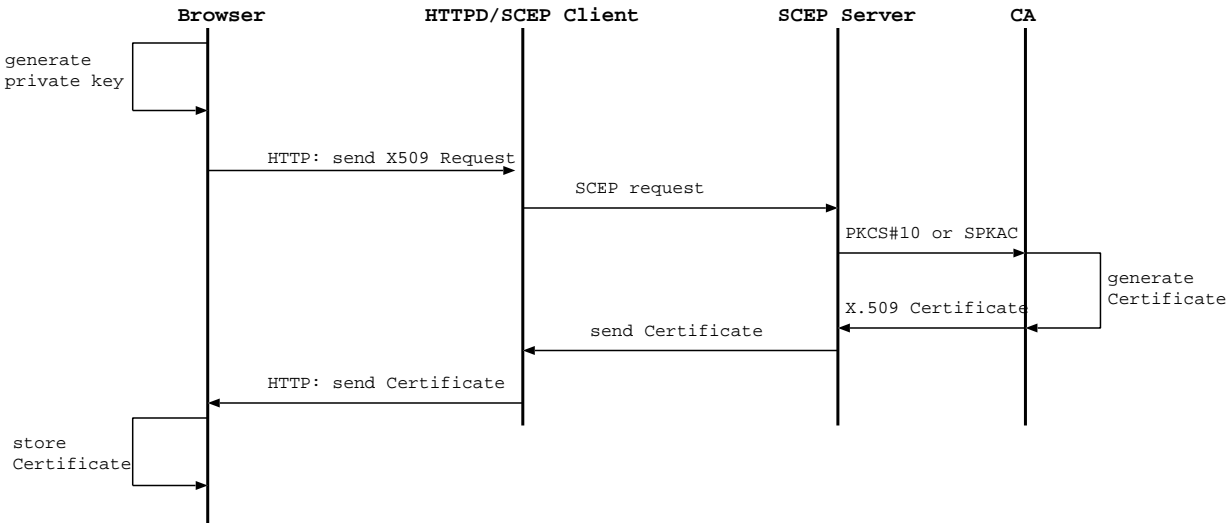 Browser HTTPD/SCEP Client SCEP Server CA
generate
private key
HTTP: send X509 Request
SCEP request
PKCS#10 or SPKAC
generate
Certificate
X.509 Certificate
send Certificate
HTTP: send Certificate
store
Certificate